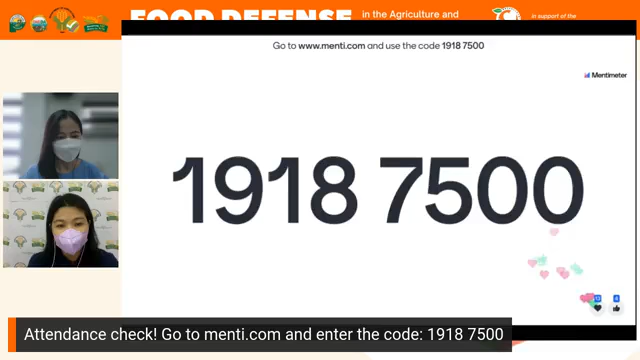 FOOD DEFENSE
in the Agriculture and
in support of the
Go to www.menti.com and use the code 1918 7500
Mentimeter
1918 7500
Attendance check! Go to menti.com and enter the code: 1918 7500